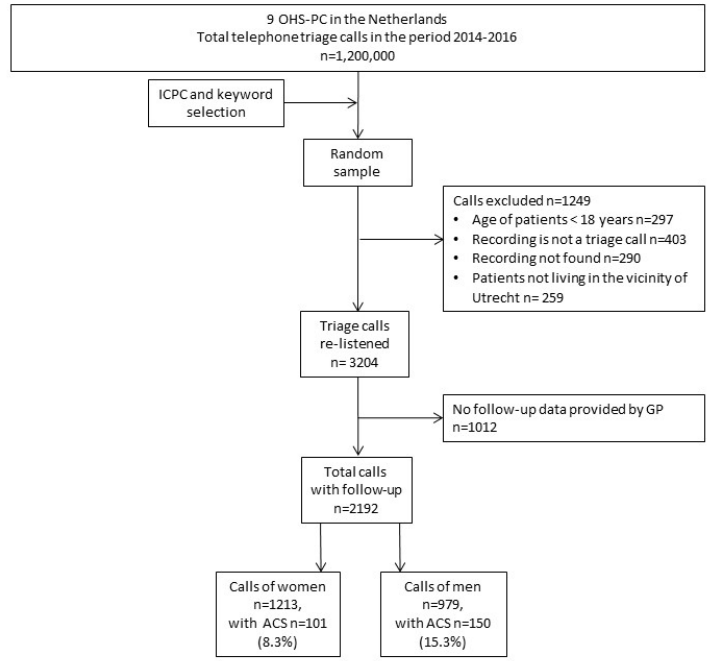 9 OHS-PC in the Netherlands
Total telephone triage calls in the period 2014-2016
n=1,200,000
ICPC and keyword
selection
Random
sample
Calls excluded n=1249
• Age of patients < 18 years n=297
• Recording is not a triage call n=403
• Recording not found n=290
• Patients not living in the vicinity of
Utrecht n= 259
Triage calls
re-listened
n= 3204
No follow-up data provided by GP
n=1012
Total calls
with follow-up
n=2192
Calls of women
n=1213,
with ACS n=101
(8.3%)
Calls of men
n=979,
with ACS n=150
(15.3%)